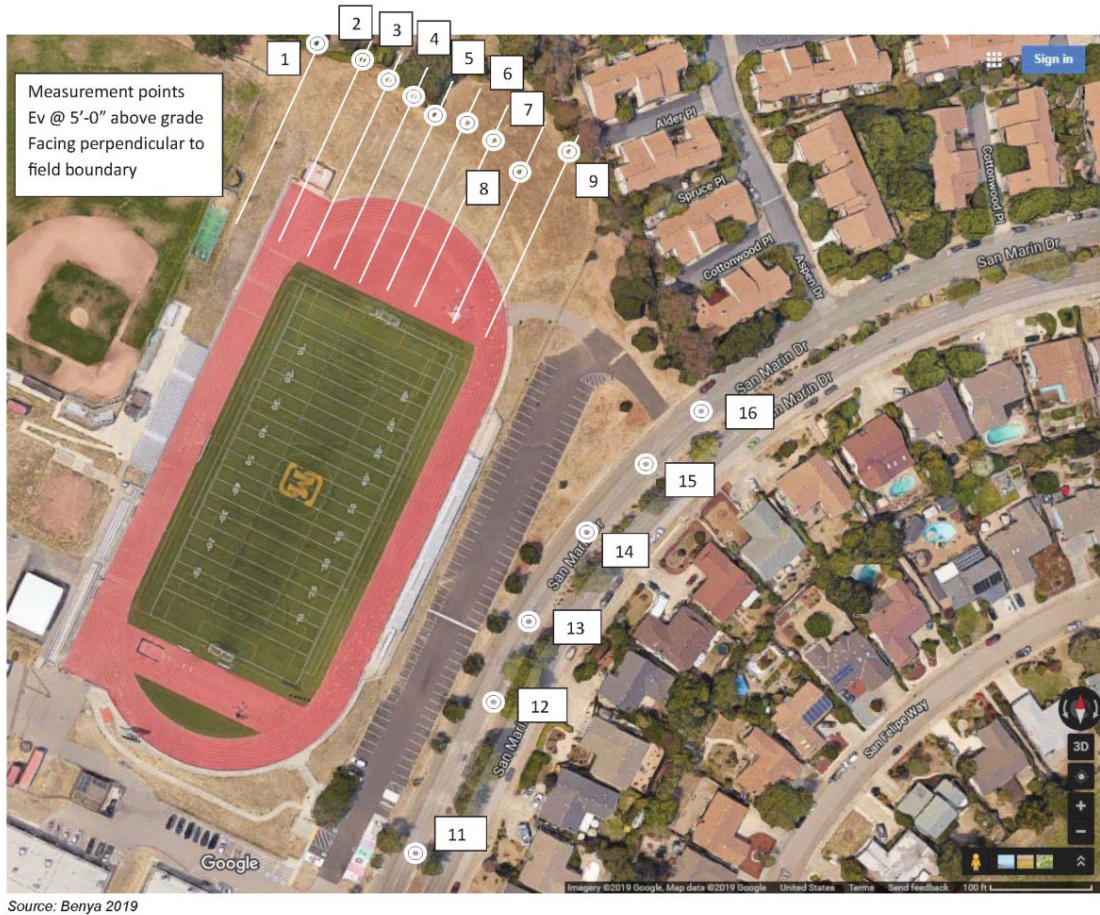 Measurement points
Ev @ 5’-0” above grade
Facing perpendicular to
field boundary
1
2
3
4
5
6
7
8
9
Sign in
Alder Pl
Spruce Pl
Cottonwood Pl
Cottonwood Pl
Aspen Dr
San Marin Dr
San Marin Dr
San Marin Dr
16
15
San Marin Dr
14
13
12
San Marin
San Felipe Way
11
3D
+
−
Google
Imagery ©2019 Google, Map data ©2019 Google United States Terms Send feedback 100 ft
Source: Benya 2019